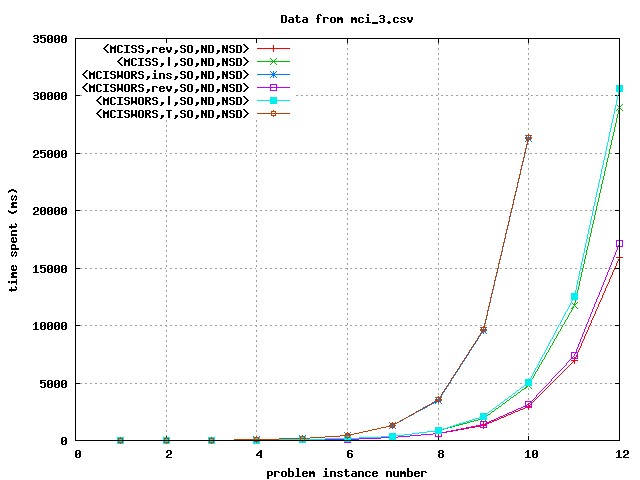 Data from mci_3.csv
35000
30000
25000
20000
15000
10000
5000
0
time spent (ms)
<MCISS,rev,SO,ND,NSD>
<MCISS,|,SO,ND,NSD>
<MCISWORS,ins,SO,ND,NSD>
<MCISWORS,rev,SO,ND,NSD>
<MCISWORS,|,SO,ND,NSD>
<MCISWORS,T,SO,ND,NSD>
0 2 4 6 8 10 12
problem instance number